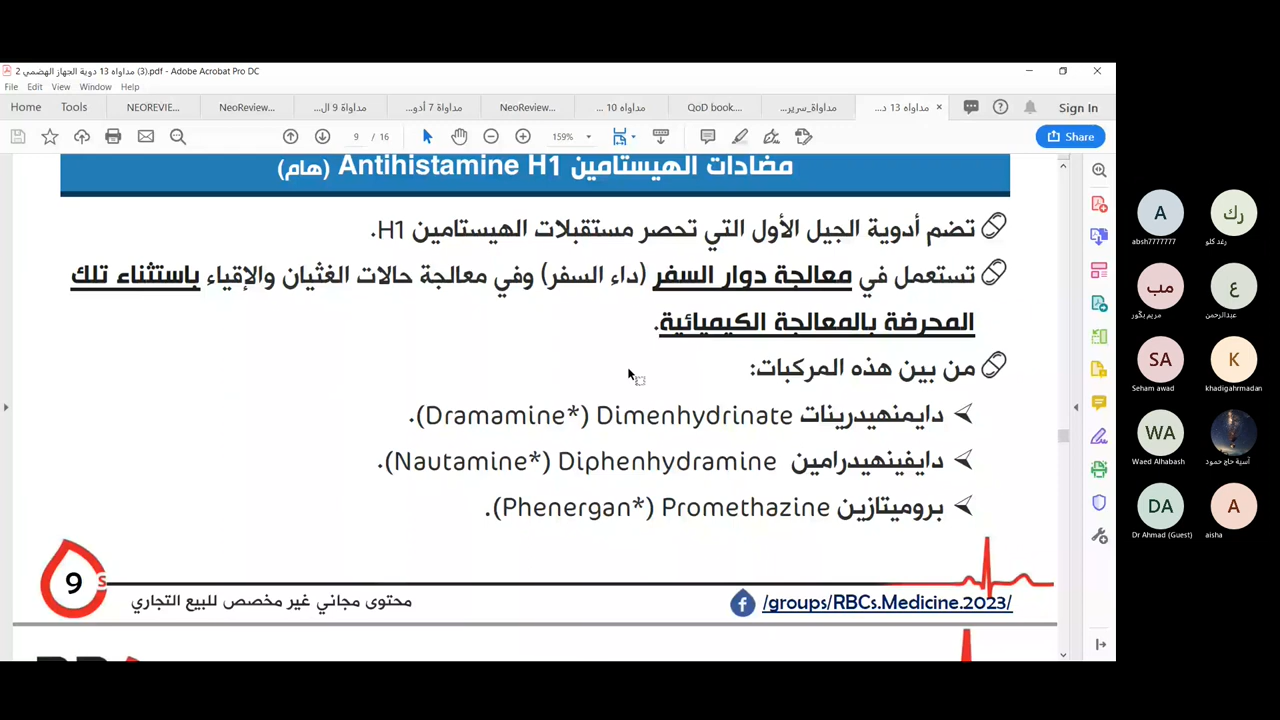 مداواه 13 دوية الجهاز الهضمي 2 (3).pdf - Adobe Acrobat Pro DC
File Edit View Window Help
Home Tools NEOREVIE... NeoReview... مداواة 9 ال... مداواة 7 أدو... NeoReview... مداواه 10 ... QoD book.... مداواة_سرير... مداواه 13 د... × Sign In
9 / 16 159% Share
مضادات الهيستامين Antihistamine H1 (هام)
تضم أدوية الجيل الأول التي تحصر مستقبلات الهيستامين H1.
تستعمل في معالجة دوار السفر (داء السفر) وفي معالجة حالات الغثيان والإقياء باستثناء تلك
المحرضة بالمعالجة الكيميائية.
من بين هذه المركبات:
دايمنهيدرينات Dimenhydrinate (Dramamine*).
دايفينهيدرامين Diphenhydramine (Nautamine*).
بروميتازين Promethazine (Phenergan*).
9
محتوى مجاني غير مخصص للبيع التجاري
/groups/RBCs.Medicine.2023/
A رك
absh7777777 رغد كلو
مب ع
مريم بكور عبدالرحمن
SA K
Seham awad khadigahrmadan
WA
Waed Alhabash آسية حاج حمود
DA A
Dr Ahmad (Guest) aisha